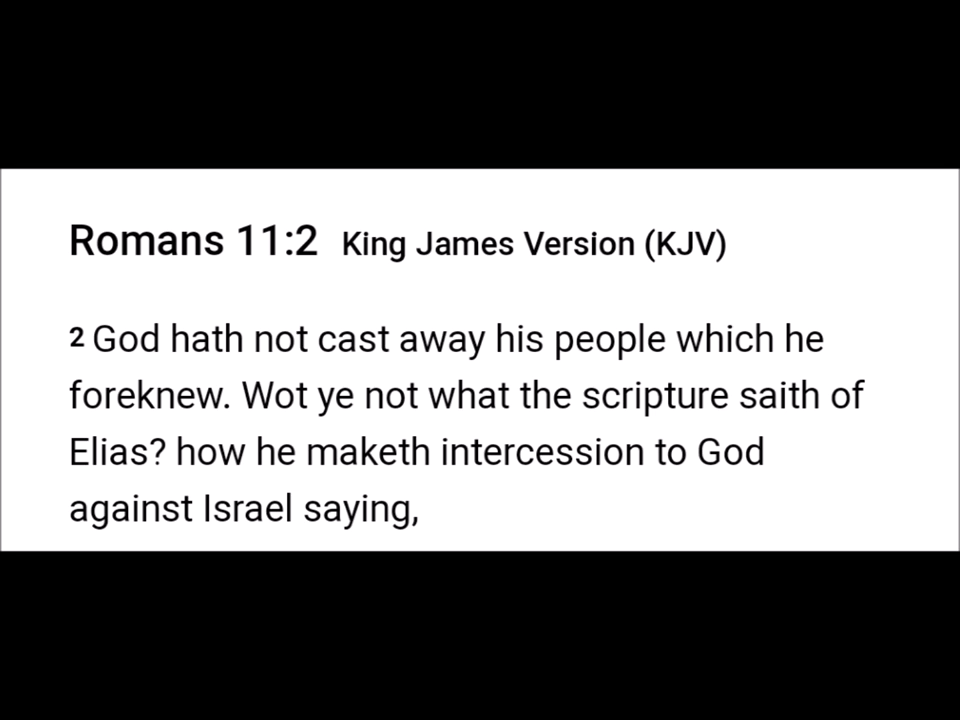 Romans 11:2 King James Version (KJV)
2 God hath not cast away his people which he
foreknew. Wot ye not what the scripture saith of
Elias? how he maketh intercession to God
against Israel saying,